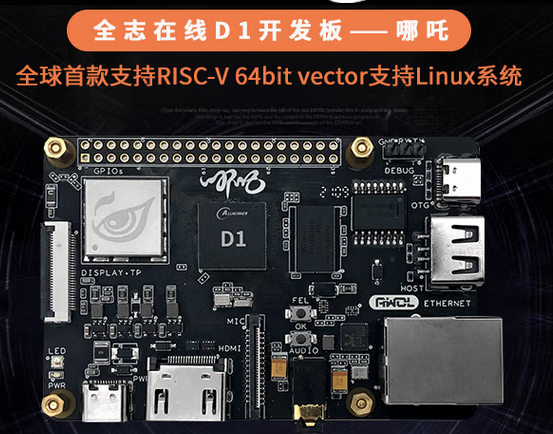 全志在线D1开发板——哪吒
全球首款支持RISC-V 64bit vector支持Linux系统
GPIOs
DEBUG
OTG
ALLWINNER
D1
DISPLAY+TP
HOST
AWOL
ETHERNET
FEL
OK
MIC
HDMI
AUDIO
LED
PWR
PWR